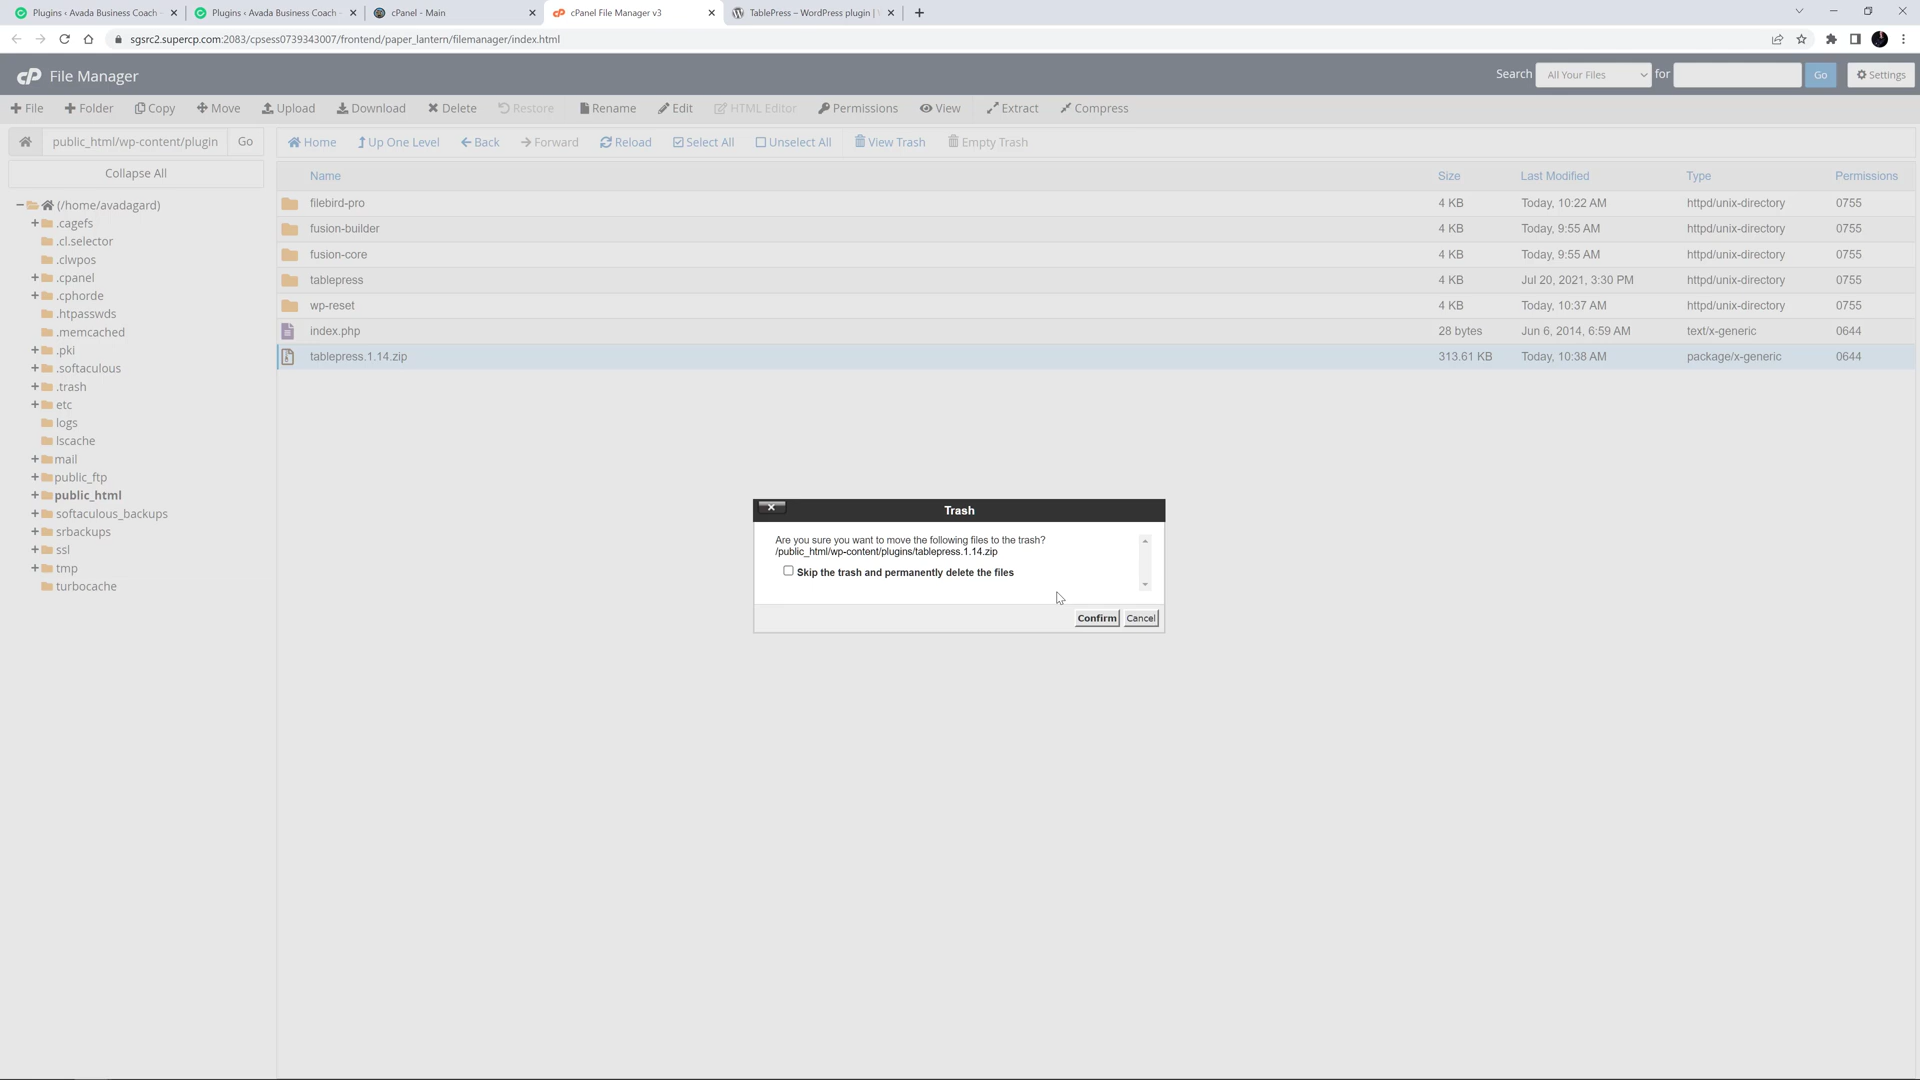 Plugins ‹ Avada Business Coach
Plugins ‹ Avada Business Coach
cPanel - Main
cPanel File Manager v3
TablePress – WordPress plugin |
sgsrc2.supercp.com:2083/cpsess0739343007/frontend/paper_lantern/filemanager/index.html
cP File Manager
Search All Your Files for Go Settings
File Folder Copy Move Upload Download Delete Restore Rename Edit HTML Editor Permissions View Extract Compress
public_html/wp-content/plugin Go
Home Up One Level Back Forward Reload Select All Unselect All View Trash Empty Trash
Collapse All
(/home/avadagard)
.cagefs
.cl.selector
.clwpos
.cpanel
.cphorde
.htpasswds
.memcached
.pki
.softaculous
.trash
etc
logs
lscache
mail
public_ftp
public_html
softaculous_backups
srbackups
ssl
tmp
turbocache
Name Size Last Modified Type Permissions
filebird-pro 4 KB Today, 10:22 AM httpd/unix-directory 0755
fusion-builder 4 KB Today, 9:55 AM httpd/unix-directory 0755
fusion-core 4 KB Today, 9:55 AM httpd/unix-directory 0755
tablepress 4 KB Jul 20, 2021, 3:30 PM httpd/unix-directory 0755
wp-reset 4 KB Today, 10:37 AM httpd/unix-directory 0755
index.php 28 bytes Jun 6, 2014, 6:59 AM text/x-generic 0644
tablepress.1.14.zip 313.61 KB Today, 10:38 AM package/x-generic 0644
Trash
Are you sure you want to move the following files to the trash?
/public_html/wp-content/plugins/tablepress.1.14.zip
Skip the trash and permanently delete the files
Confirm Cancel